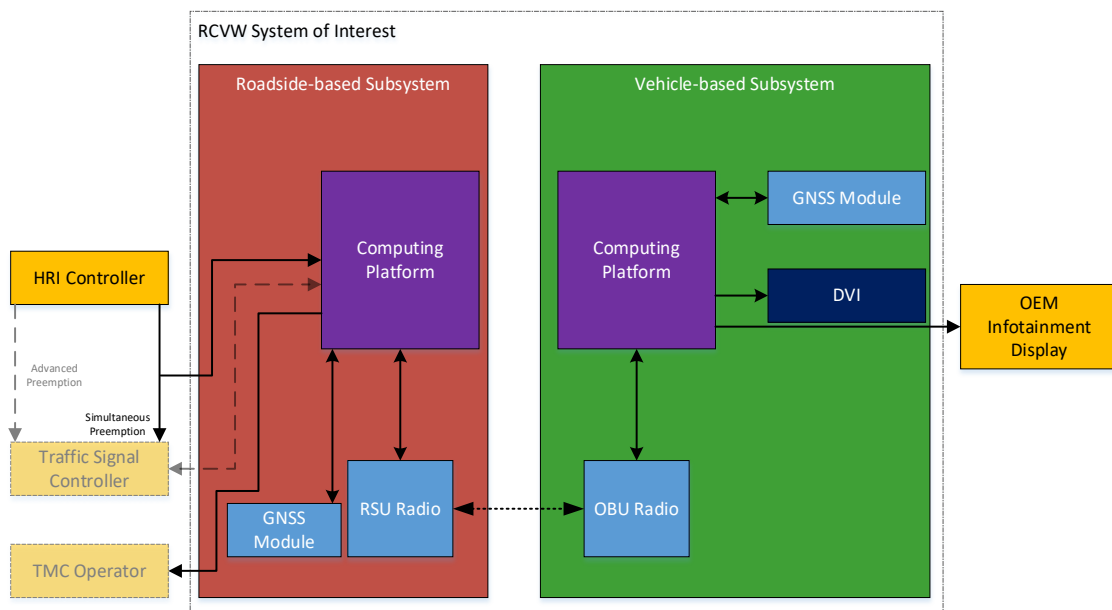 RCVW System of Interest
Roadside-based Subsystem
Vehicle-based Subsystem
Computing
Platform
Computing
Platform
GNSS Module
DVI
HRI Controller
OEM
Infotainment
Display
Advanced
Preemption
Simultaneous
Preemption
Traffic Signal
Controller
RSU Radio
OBU Radio
GNSS
Module
TMC Operator